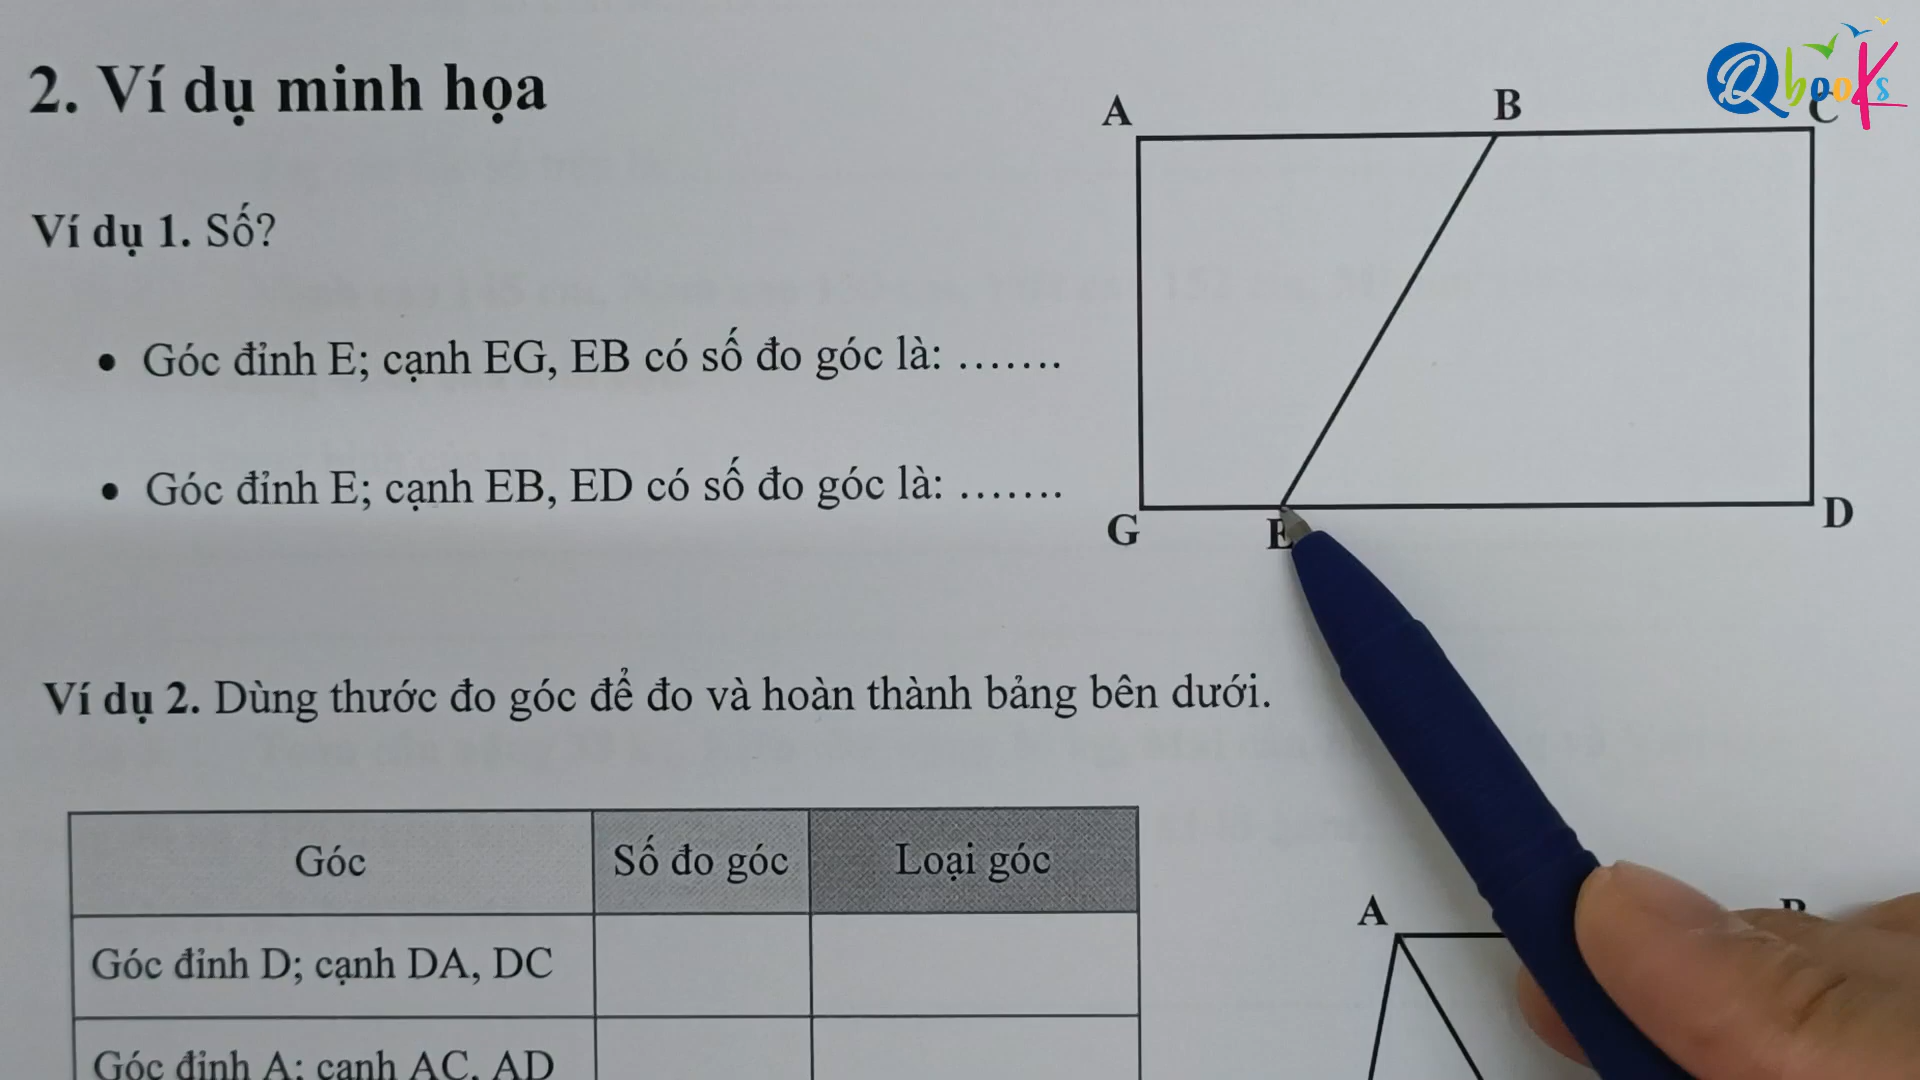 Qbooks
2. Ví dụ minh họa
A
B
C
Ví dụ 1. Số?
• Góc đỉnh E; cạnh EG, EB có số đo góc là: .......
• Góc đỉnh E; cạnh EB, ED có số đo góc là: .......
G
E
D
Ví dụ 2. Dùng thước đo góc để đo và hoàn thành bảng bên dưới.
Góc Số đo góc Loại góc
Góc đỉnh D; cạnh DA, DC
Góc đỉnh A; cạnh AC, AD
A